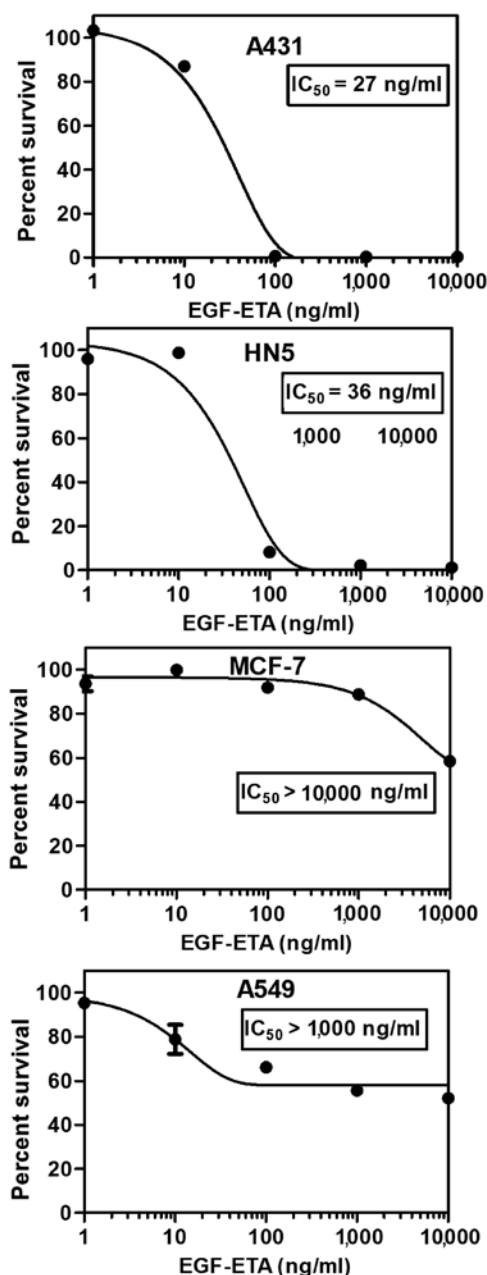 A431
IC50 = 27 ng/ml
Percent survival
100
80
60
40
20
0
1 10 100 1,000 10,000
EGF-ETA (ng/ml)
HN5
IC50 = 36 ng/ml
1,000 10,000
Percent survival
100
80
60
40
20
0
1 10 100 1,000 10,000
EGF-ETA (ng/ml)
MCF-7
IC50 > 10,000 ng/ml
Percent survival
100
80
60
40
20
0
1 10 100 1,000 10,000
EGF-ETA (ng/ml)
A549
IC50 > 1,000 ng/ml
Percent survival
100
80
60
40
20
0
1 10 100 1,000 10,000
EGF-ETA (ng/ml)